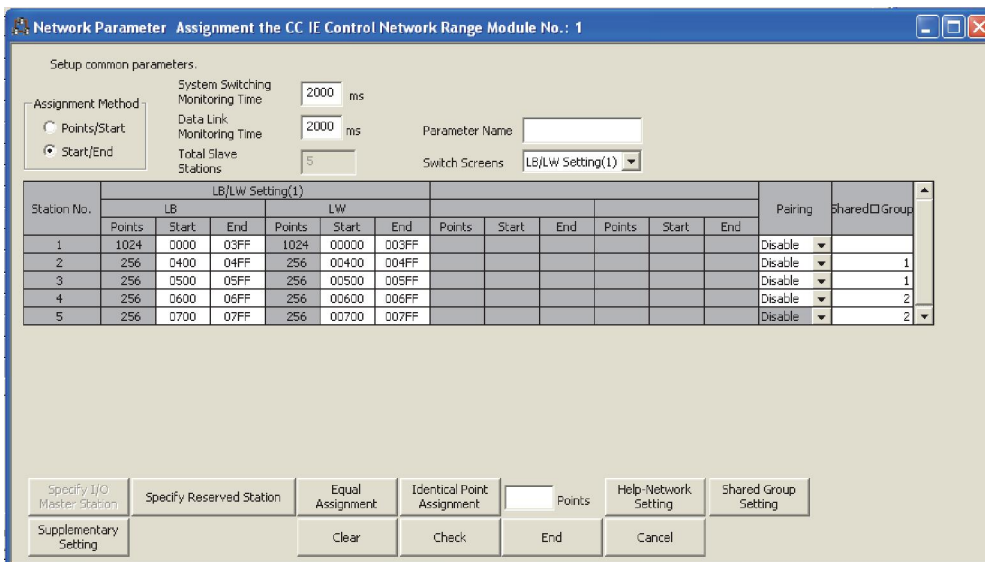 Network Parameter Assignment the CC IE Control Network Range Module No.: 1
Setup common parameters.
Assignment Method
Points/Start
Start/End
System Switching
Monitoring Time
2000 ms
Data Link
Monitoring Time
2000 ms
Total Slave
Stations
5
Parameter Name
Switch Screens LB/LW Setting(1)
LB/LW Setting(1)
Station No. LB LW Pairing Shared□Group
Points Start End Points Start End Points Start End Points Start End
1 1024 0000 03FF 1024 00000 003FF Disable
2 256 0400 04FF 256 00400 004FF Disable 1
3 256 0500 05FF 256 00500 005FF Disable 1
4 256 0600 06FF 256 00600 006FF Disable 2
5 256 0700 07FF 256 00700 007FF Disable 2
Specify I/O
Master Station
Specify Reserved Station
Equal
Assignment
Identical Point
Assignment
Points
Help-Network
Setting
Shared Group
Setting
Supplementary
Setting
Clear
Check
End
Cancel